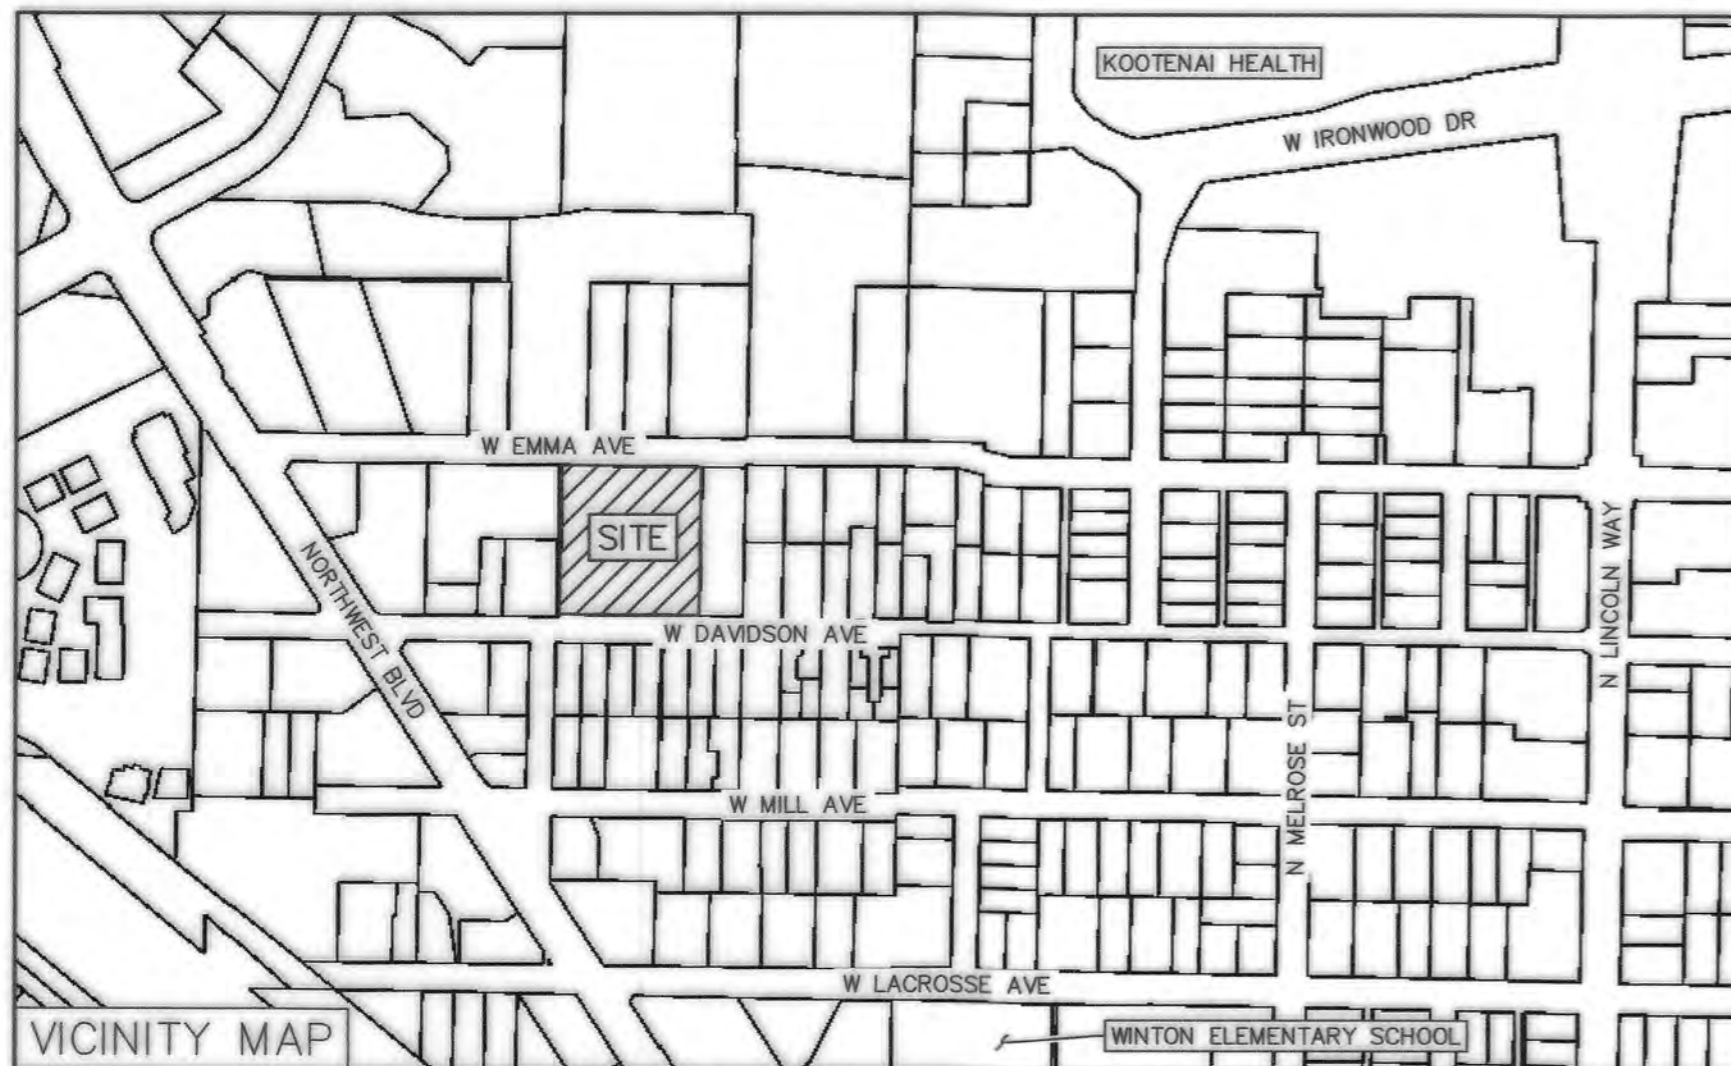 KOOTENAI HEALTH
W IRONWOOD DR
W EMMA AVE
SITE
NORTHWEST BLVD
W DAVIDSON AVE
N LINCOLN WAY
N MELROSE ST
W MILL AVE
W LACROSSE AVE
VICINITY MAP
WINTON ELEMENTARY SCHOOL